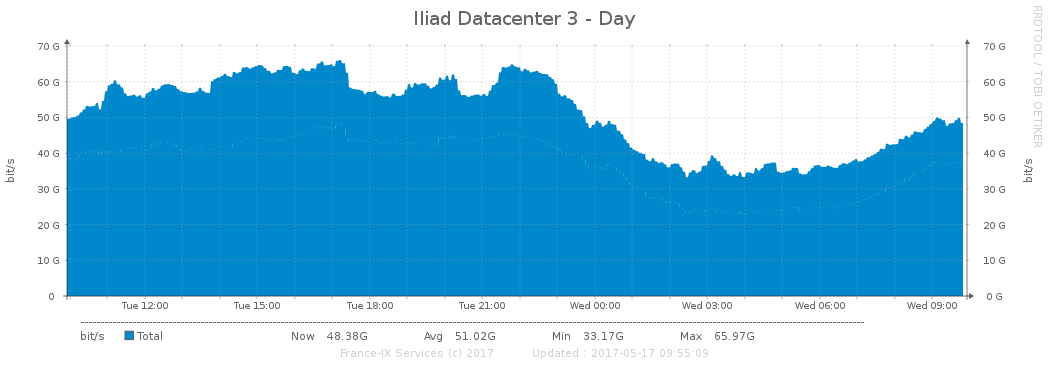 Iliad Datacenter 3 - Day
RRDTOOL / TOBI OETIKER
70 G 70 G
60 G 60 G
50 G 50 G
40 G 40 G
30 G 30 G
20 G 20 G
10 G 10 G
0 0 G
bit/s bit/s
Tue 12:00 Tue 15:00 Tue 18:00 Tue 21:00 Wed 00:00 Wed 03:00 Wed 06:00 Wed 09:00
bit/s Total Now 48.38G Avg 51.02G Min 33.17G Max 65.97G
France-IX Services (c) 2017 Updated : 2017-05-17 09:55:09